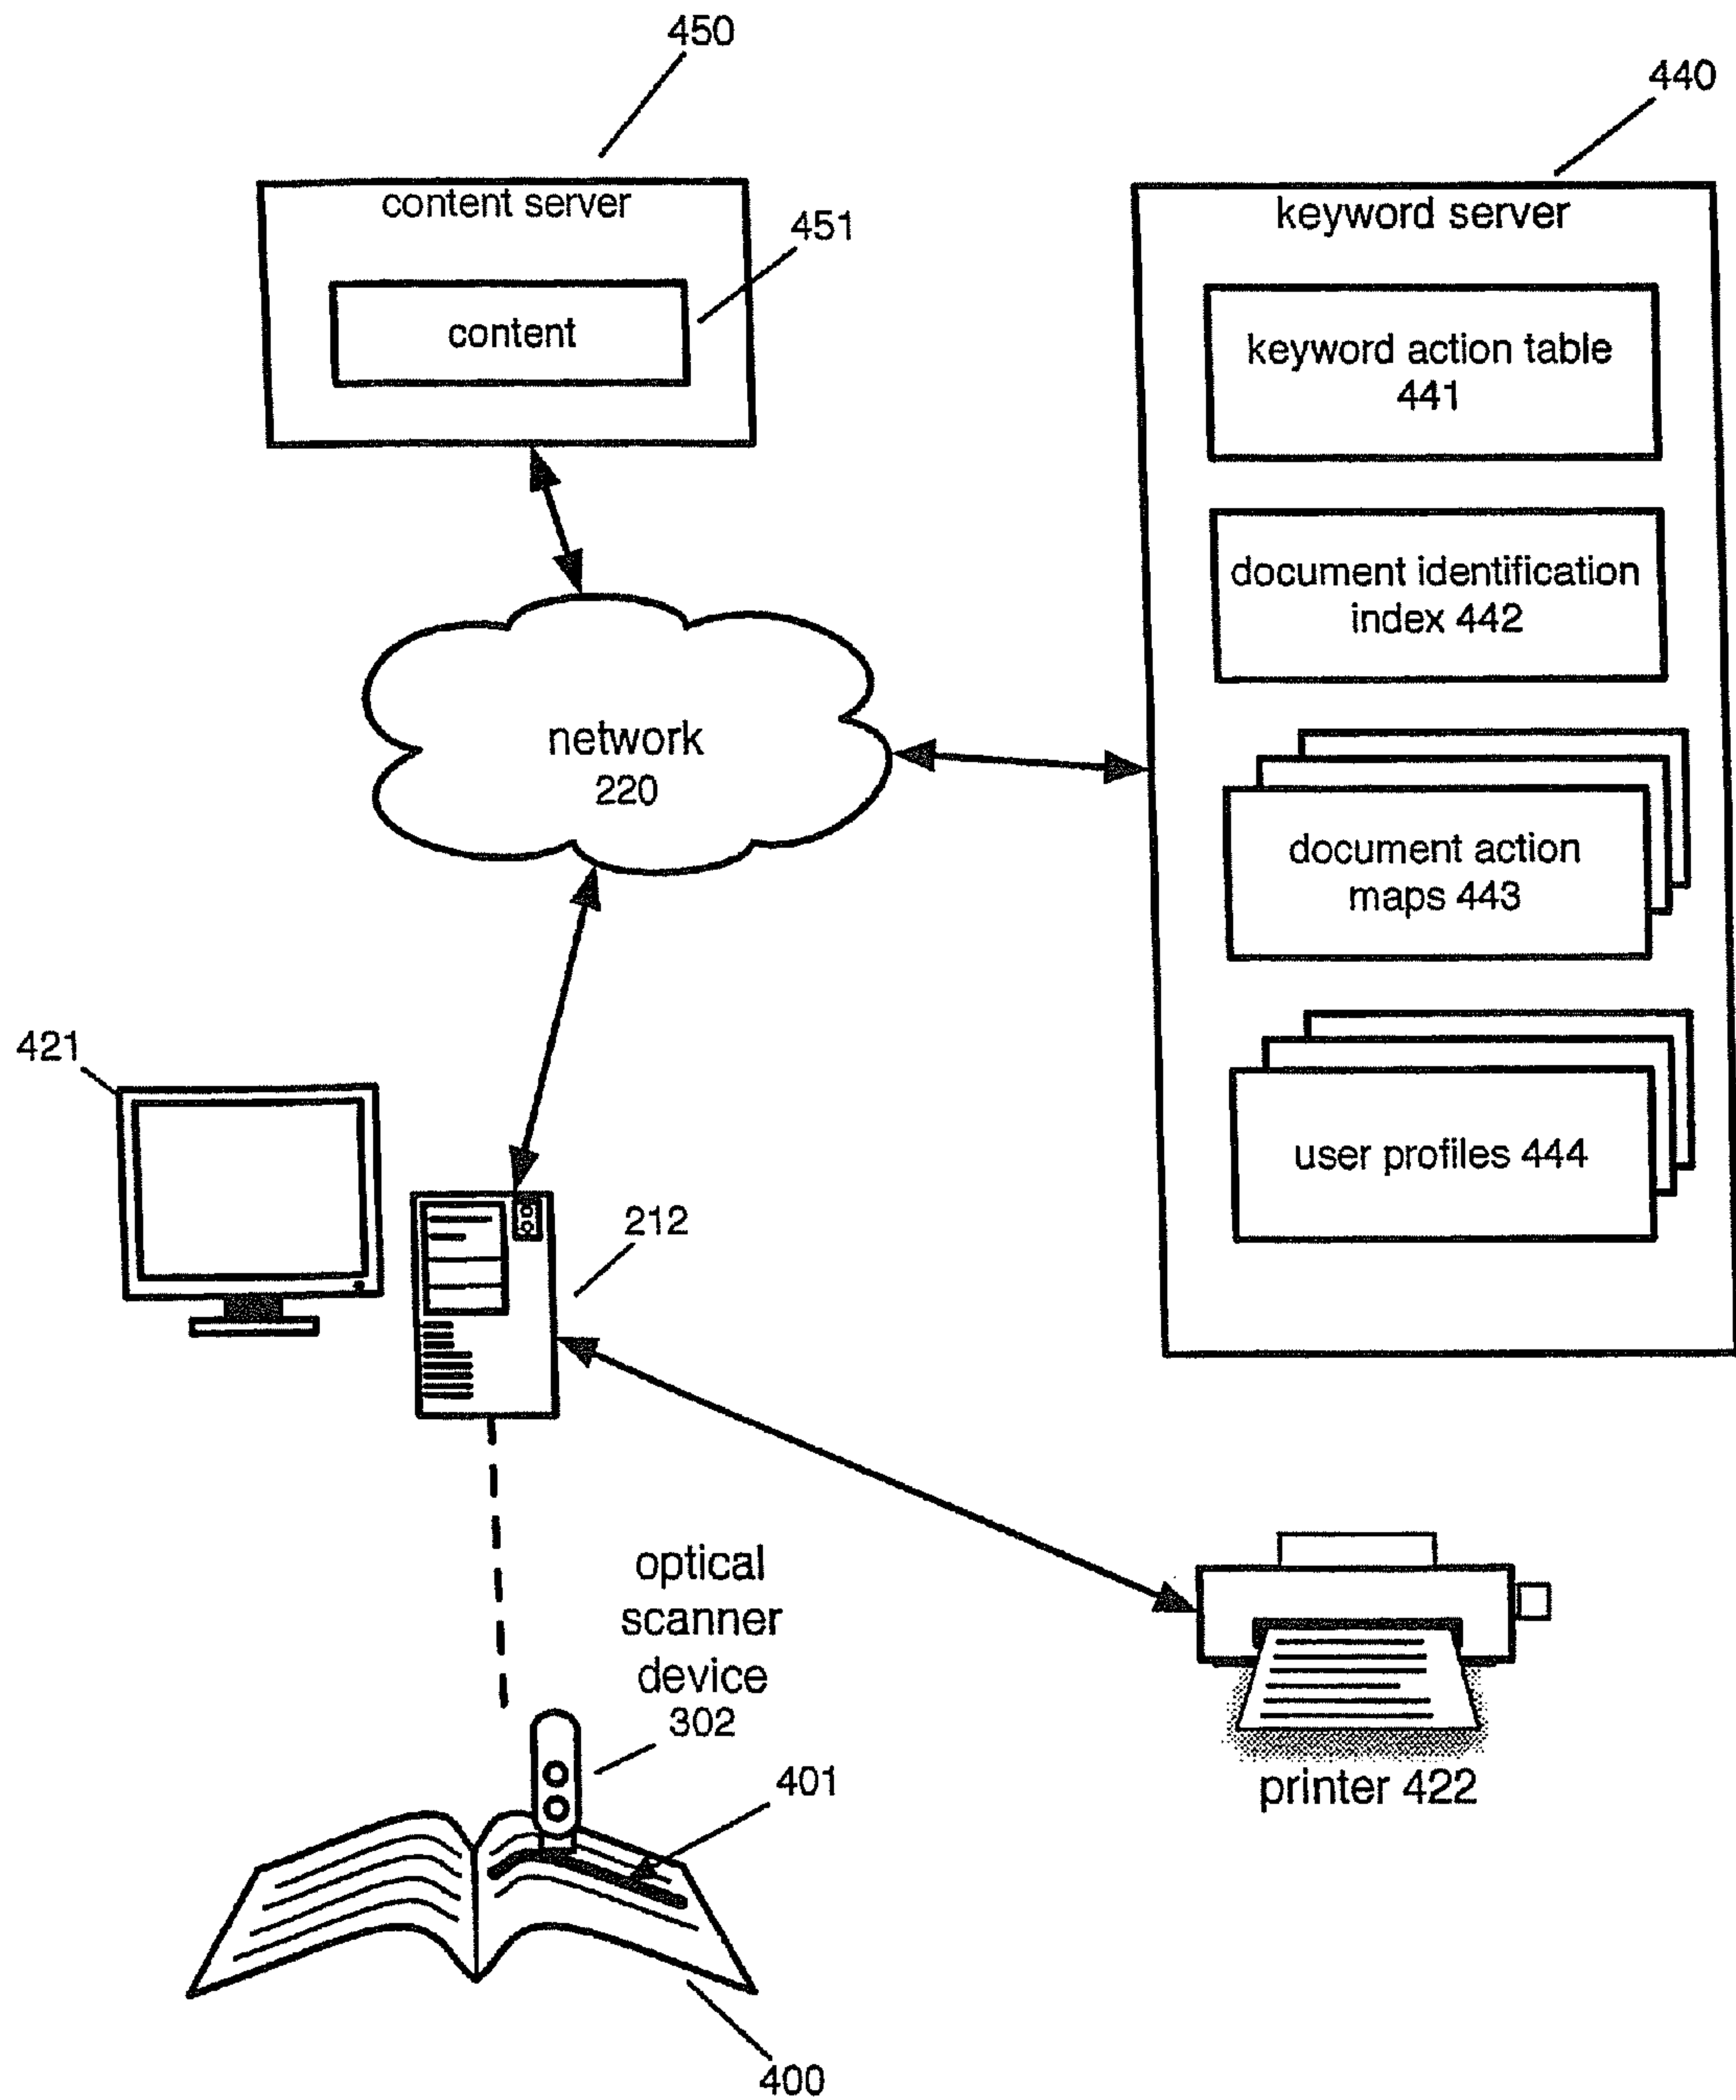 450
440
content server
451
content
keyword server
keyword action table
441
document identification
index 442
network
220
document action
maps 443
421
user profiles 444
212
optical
scanner
device
302
401
printer 422
400